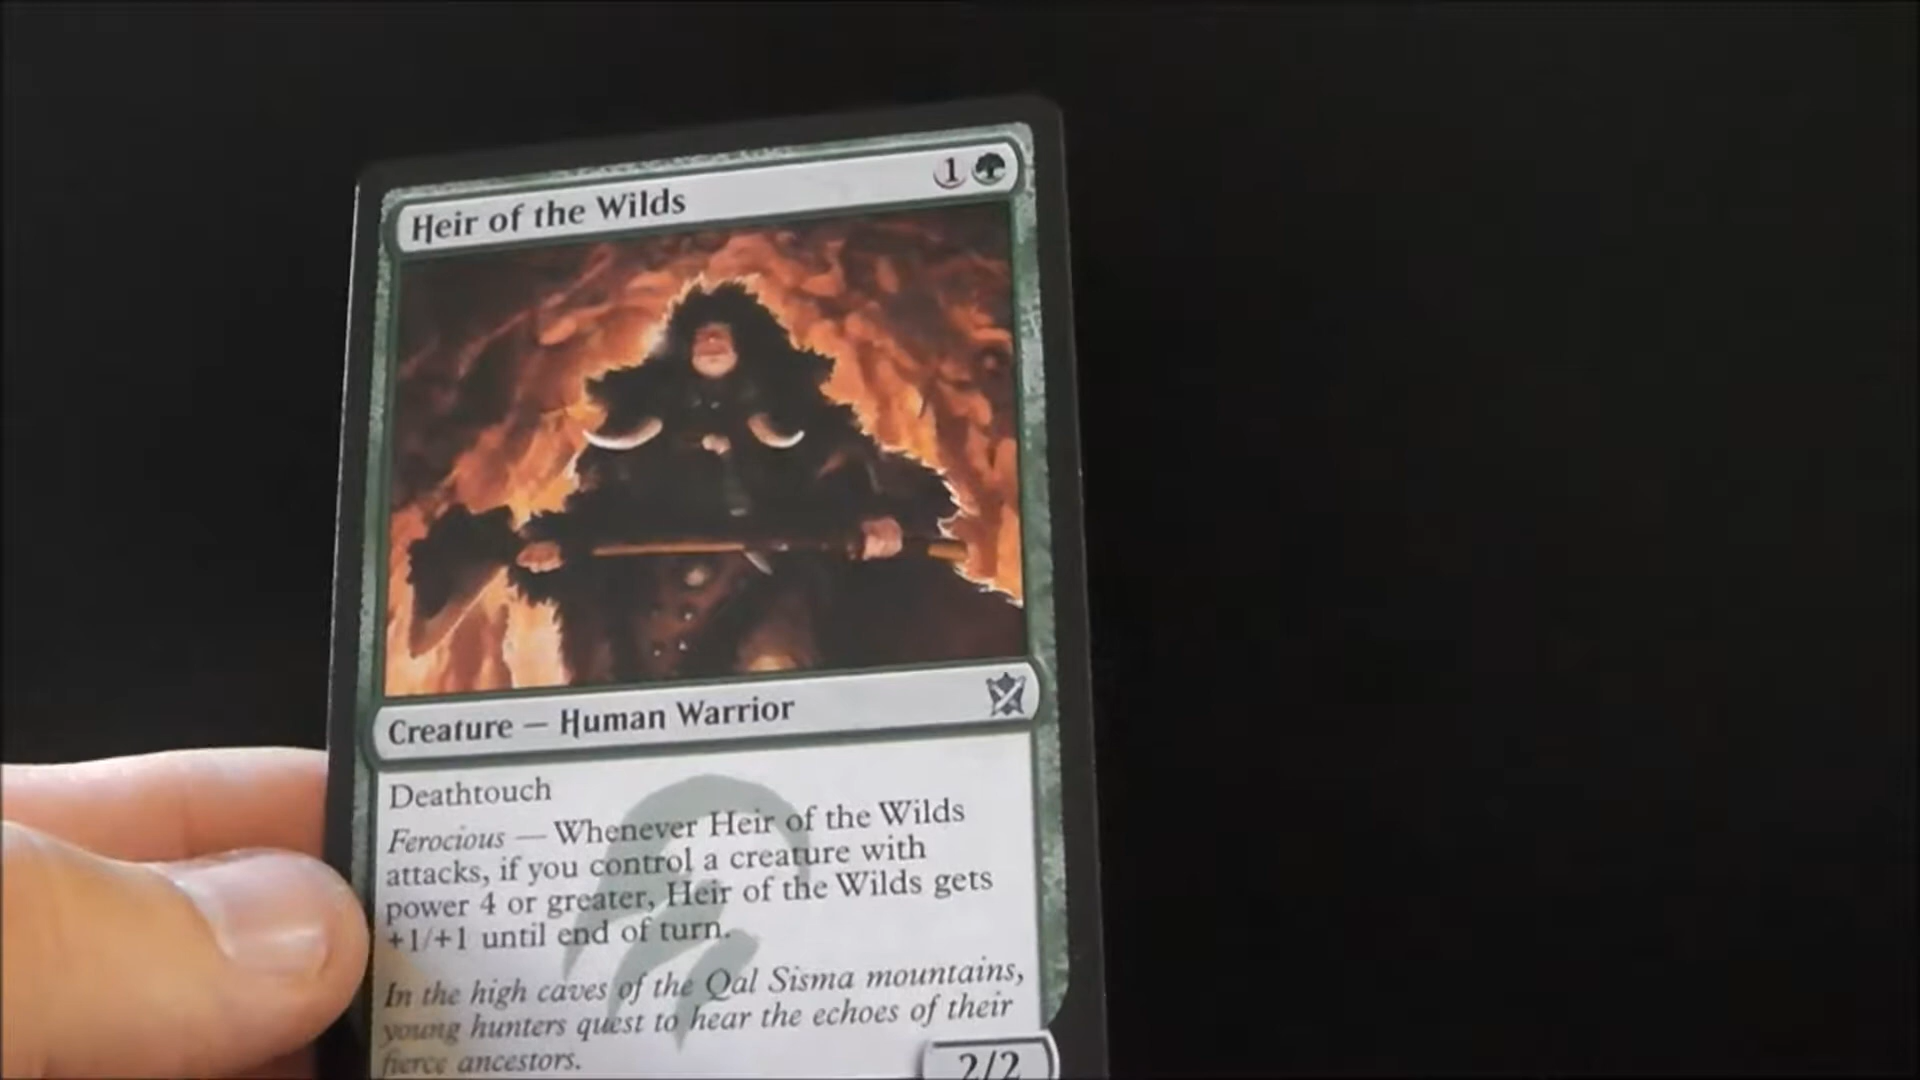 Heir of the Wilds 1
Creature — Human Warrior
Deathtouch
Ferocious — Whenever Heir of the Wilds
attacks, if you control a creature with
power 4 or greater, Heir of the Wilds gets
+1/+1 until end of turn.
In the high caves of the Qal Sisma mountains,
young hunters quest to hear the echoes of their
fierce ancestors.
2/2